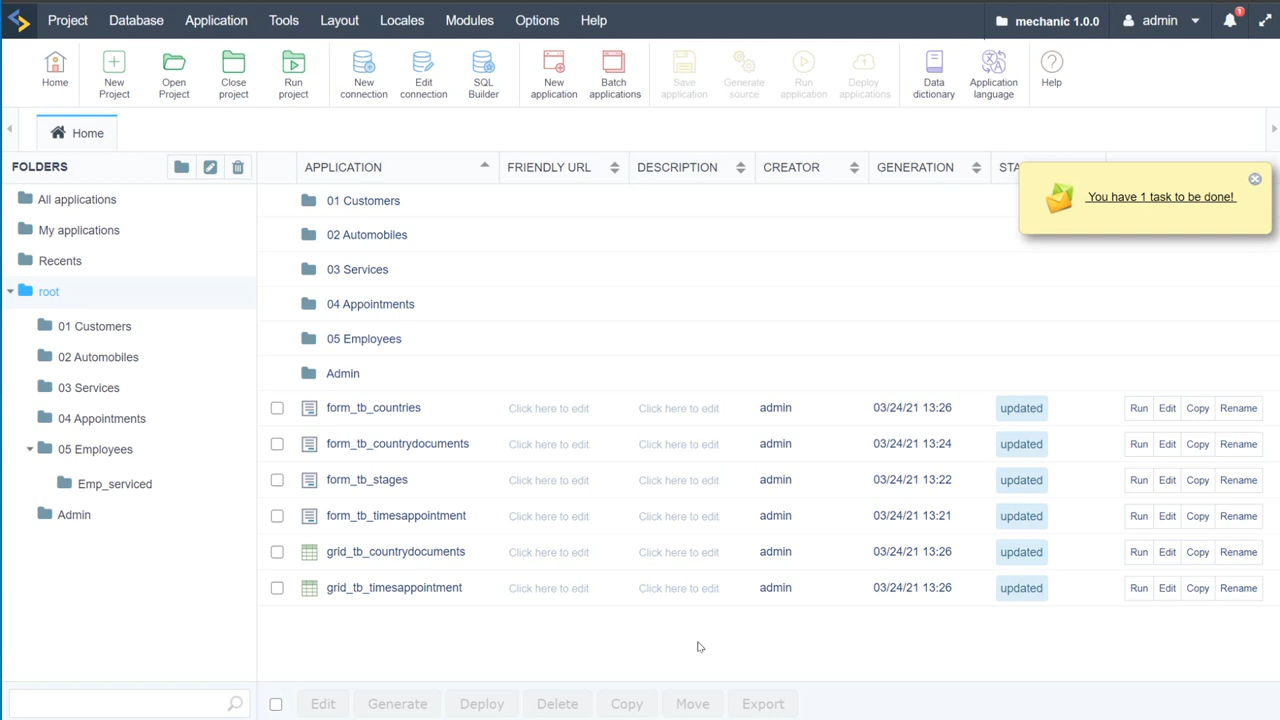 Project Database Application Tools Layout Locales Modules Options Help mechanic 1.0.0 admin 1
Home New Project Open Project Close project Run project New connection Edit connection SQL Builder New application Batch applications Save application Generate source Run application Deploy applications Data dictionary Application language Help
Home
FOLDERS
All applications
My applications
Recents
root
01 Customers
02 Automobiles
03 Services
04 Appointments
05 Employees
Emp_serviced
Admin
APPLICATION FRIENDLY URL DESCRIPTION CREATOR GENERATION STA
You have 1 task to be done!
01 Customers
02 Automobiles
03 Services
04 Appointments
05 Employees
Admin
form_tb_countries Click here to edit Click here to edit admin 03/24/21 13:26 updated Run Edit Copy Rename
form_tb_countrydocuments Click here to edit Click here to edit admin 03/24/21 13:24 updated Run Edit Copy Rename
form_tb_stages Click here to edit Click here to edit admin 03/24/21 13:22 updated Run Edit Copy Rename
form_tb_timesappointment Click here to edit Click here to edit admin 03/24/21 13:21 updated Run Edit Copy Rename
grid_tb_countrydocuments Click here to edit Click here to edit admin 03/24/21 13:26 updated Run Edit Copy Rename
grid_tb_timesappointment Click here to edit Click here to edit admin 03/24/21 13:26 updated Run Edit Copy Rename
Edit Generate Deploy Delete Copy Move Export